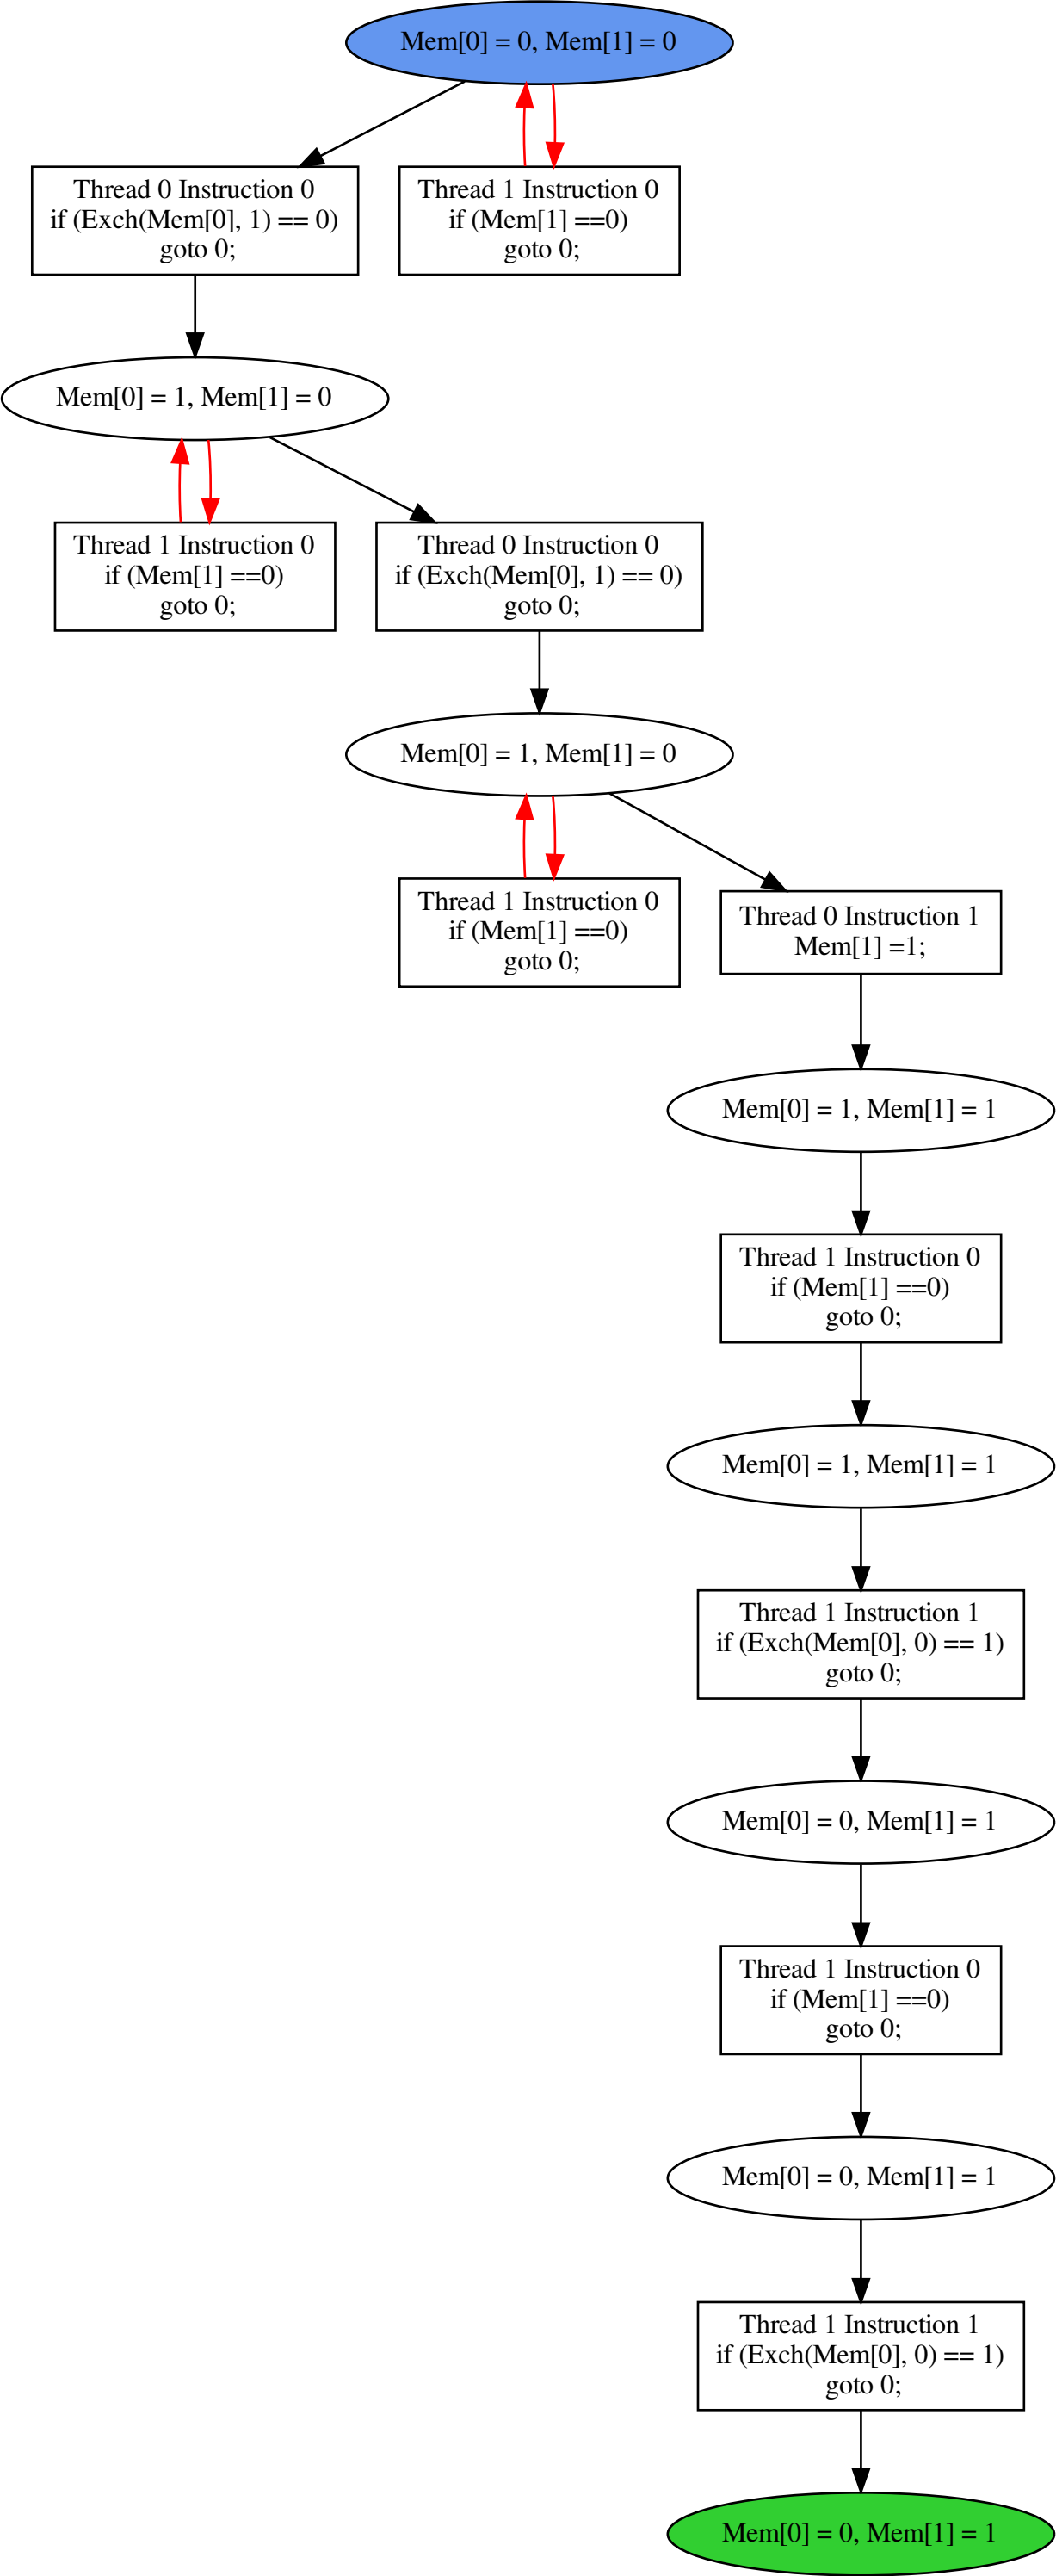 Mem[0] = 0, Mem[1] = 0
Thread 0 Instruction 0
if (Exch(Mem[0], 1) == 0)
goto 0;
Thread 1 Instruction 0
if (Mem[1] ==0)
goto 0;
Mem[0] = 1, Mem[1] = 0
Thread 1 Instruction 0
if (Mem[1] ==0)
goto 0;
Thread 0 Instruction 0
if (Exch(Mem[0], 1) == 0)
goto 0;
Mem[0] = 1, Mem[1] = 0
Thread 1 Instruction 0
if (Mem[1] ==0)
goto 0;
Thread 0 Instruction 1
Mem[1] =1;
Mem[0] = 1, Mem[1] = 1
Thread 1 Instruction 0
if (Mem[1] ==0)
goto 0;
Mem[0] = 1, Mem[1] = 1
Thread 1 Instruction 1
if (Exch(Mem[0], 0) == 1)
goto 0;
Mem[0] = 0, Mem[1] = 1
Thread 1 Instruction 0
if (Mem[1] ==0)
goto 0;
Mem[0] = 0, Mem[1] = 1
Thread 1 Instruction 1
if (Exch(Mem[0], 0) == 1)
goto 0;
Mem[0] = 0, Mem[1] = 1